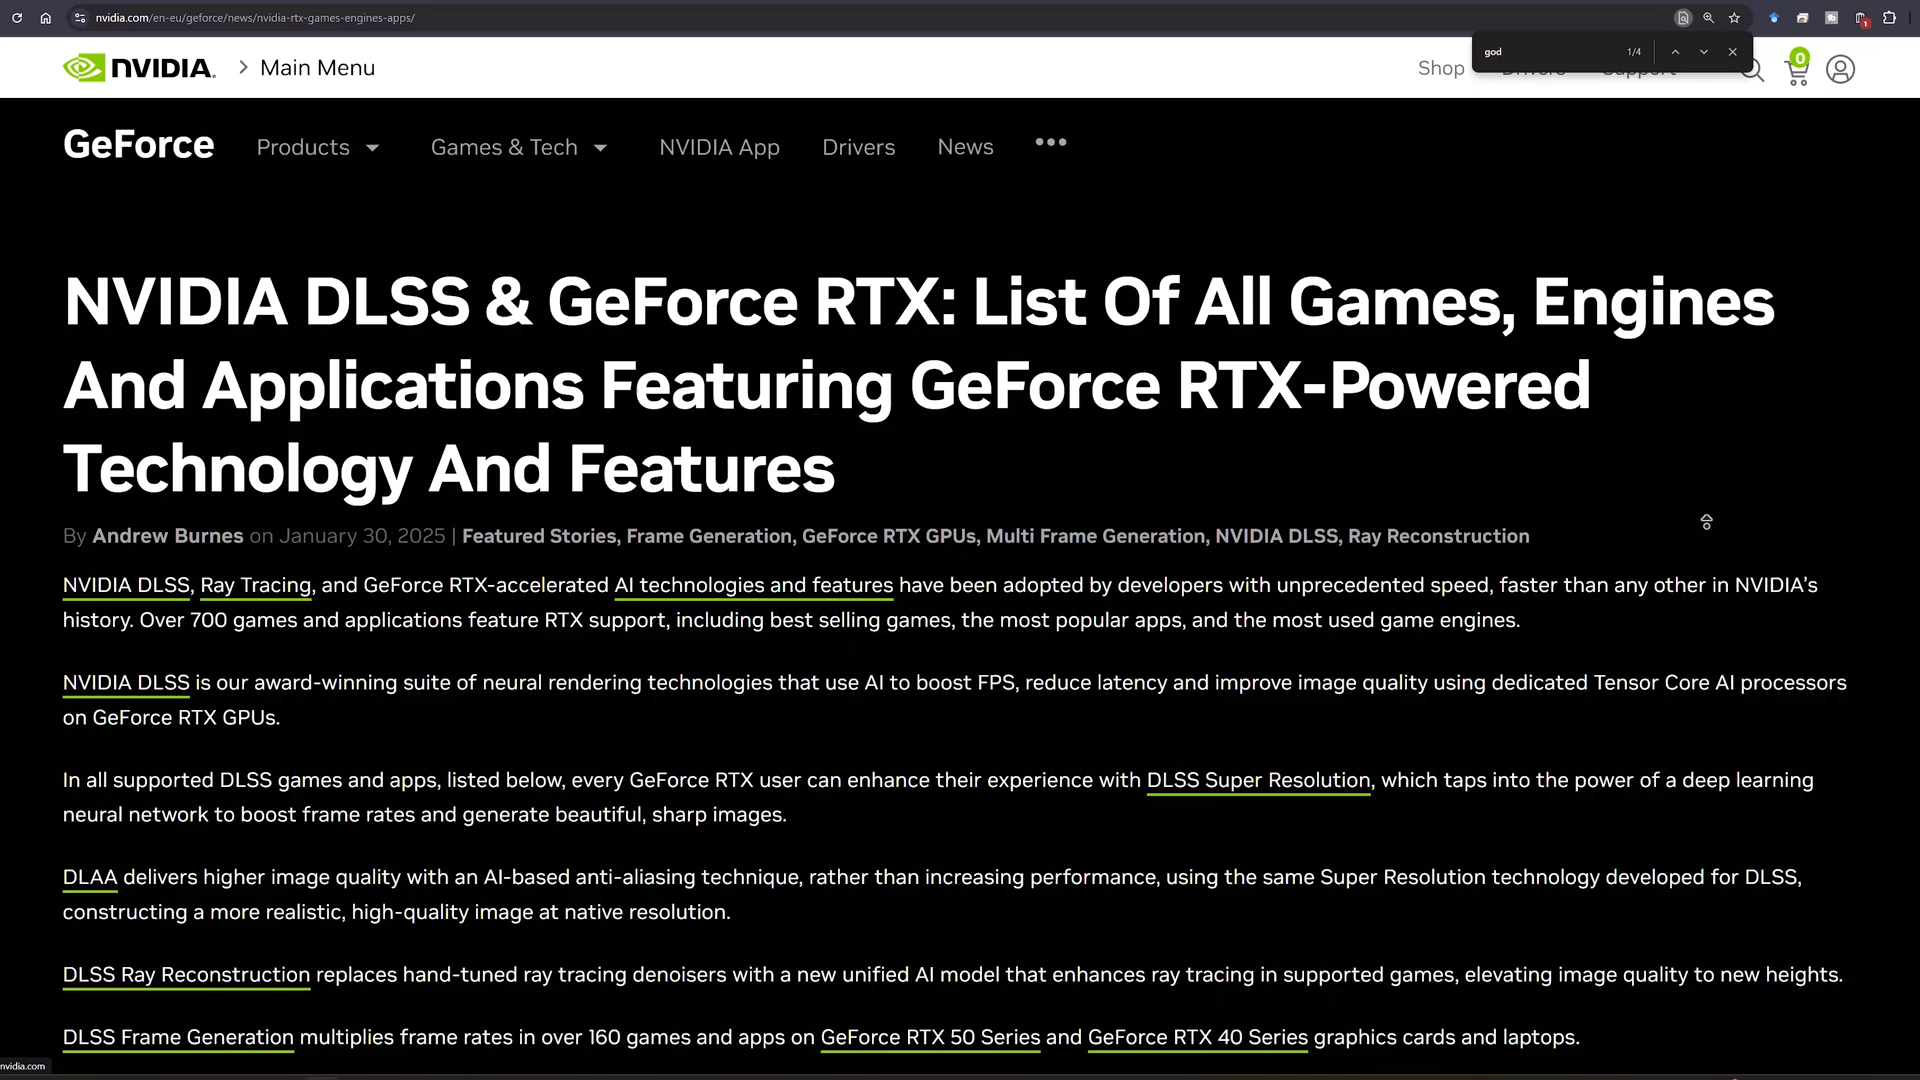 nvidia.com/en-eu/geforce/news/nvidia-rtx-games-engines-apps/
god 1/4
1
NVIDIA. Main Menu Shop Drivers Support 0
GeForce Products Games & Tech NVIDIA App Drivers News •••
NVIDIA DLSS & GeForce RTX: List Of All Games, Engines
And Applications Featuring GeForce RTX-Powered
Technology And Features
By Andrew Burnes on January 30, 2025 | Featured Stories, Frame Generation, GeForce RTX GPUs, Multi Frame Generation, NVIDIA DLSS, Ray Reconstruction
NVIDIA DLSS, Ray Tracing, and GeForce RTX-accelerated AI technologies and features have been adopted by developers with unprecedented speed, faster than any other in NVIDIA’s
history. Over 700 games and applications feature RTX support, including best selling games, the most popular apps, and the most used game engines.
NVIDIA DLSS is our award-winning suite of neural rendering technologies that use AI to boost FPS, reduce latency and improve image quality using dedicated Tensor Core AI processors
on GeForce RTX GPUs.
In all supported DLSS games and apps, listed below, every GeForce RTX user can enhance their experience with DLSS Super Resolution, which taps into the power of a deep learning
neural network to boost frame rates and generate beautiful, sharp images.
DLAA delivers higher image quality with an AI-based anti-aliasing technique, rather than increasing performance, using the same Super Resolution technology developed for DLSS,
constructing a more realistic, high-quality image at native resolution.
DLSS Ray Reconstruction replaces hand-tuned ray tracing denoisers with a new unified AI model that enhances ray tracing in supported games, elevating image quality to new heights.
DLSS Frame Generation multiplies frame rates in over 160 games and apps on GeForce RTX 50 Series and GeForce RTX 40 Series graphics cards and laptops.
nvidia.com